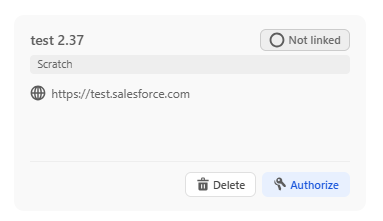 test 2.37
Not linked
Scratch
https://test.salesforce.com
Delete
Authorize